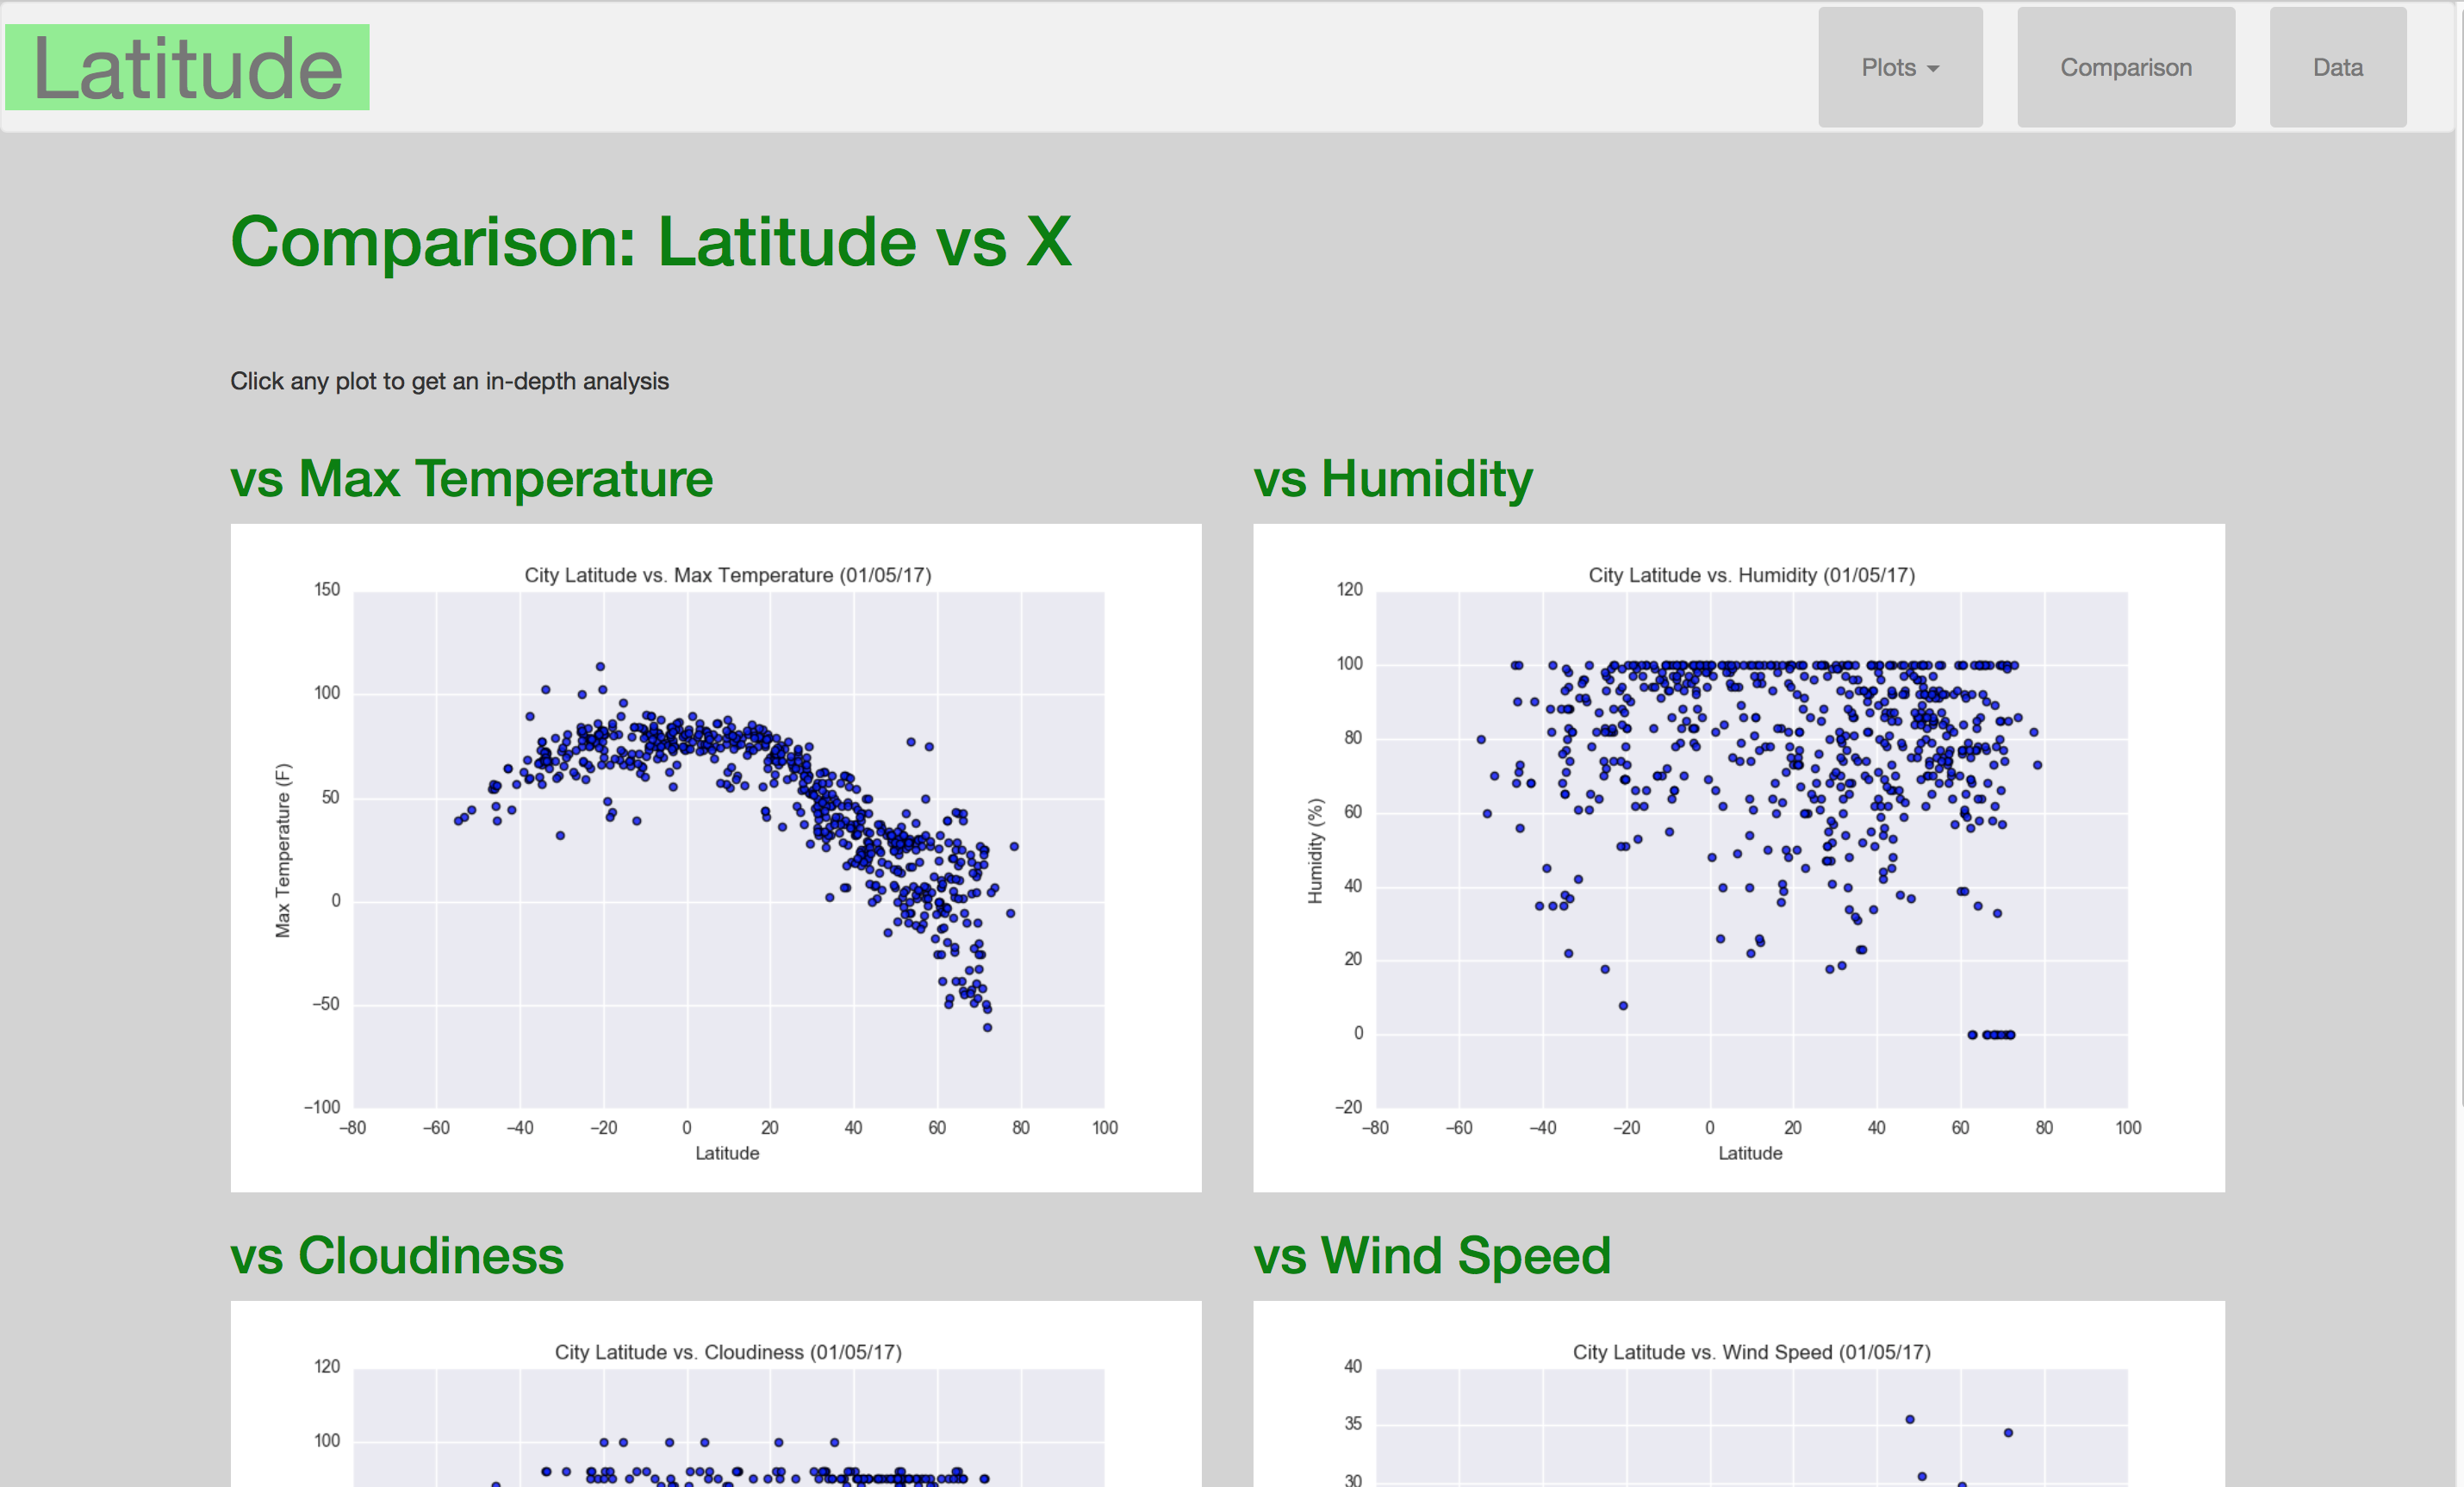 Latitude
Plots
Comparison
Data
Comparison: Latitude vs X
Click any plot to get an in-depth analysis
vs Max Temperature
City Latitude vs. Max Temperature (01/05/17)
150
100
50
0
−50
−100
Max Temperature (F)
−80 −60 −40 −20 0 20 40 60 80 100
Latitude
vs Humidity
City Latitude vs. Humidity (01/05/17)
120
100
80
60
40
20
0
−20
Humidity (%)
−80 −60 −40 −20 0 20 40 60 80 100
Latitude
vs Cloudiness
City Latitude vs. Cloudiness (01/05/17)
120
100
vs Wind Speed
City Latitude vs. Wind Speed (01/05/17)
40
35
30